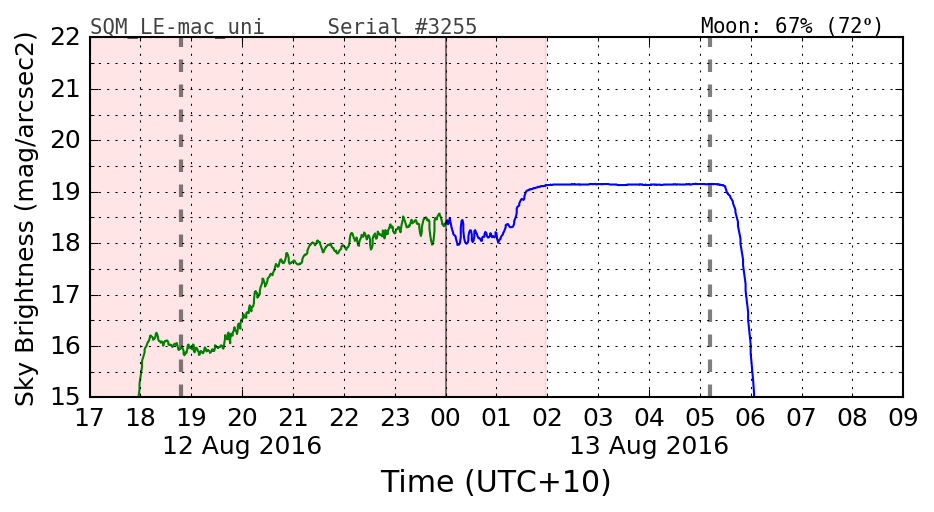 SQM_LE-mac_uni Serial #3255 Moon: 67% (72º)
Sky Brightness (mag/arcsec2)
22
21
20
19
18
17
16
15
17 18 19 20 21 22 23 00 01 02 03 04 05 06 07 08 09
12 Aug 2016 13 Aug 2016
Time (UTC+10)